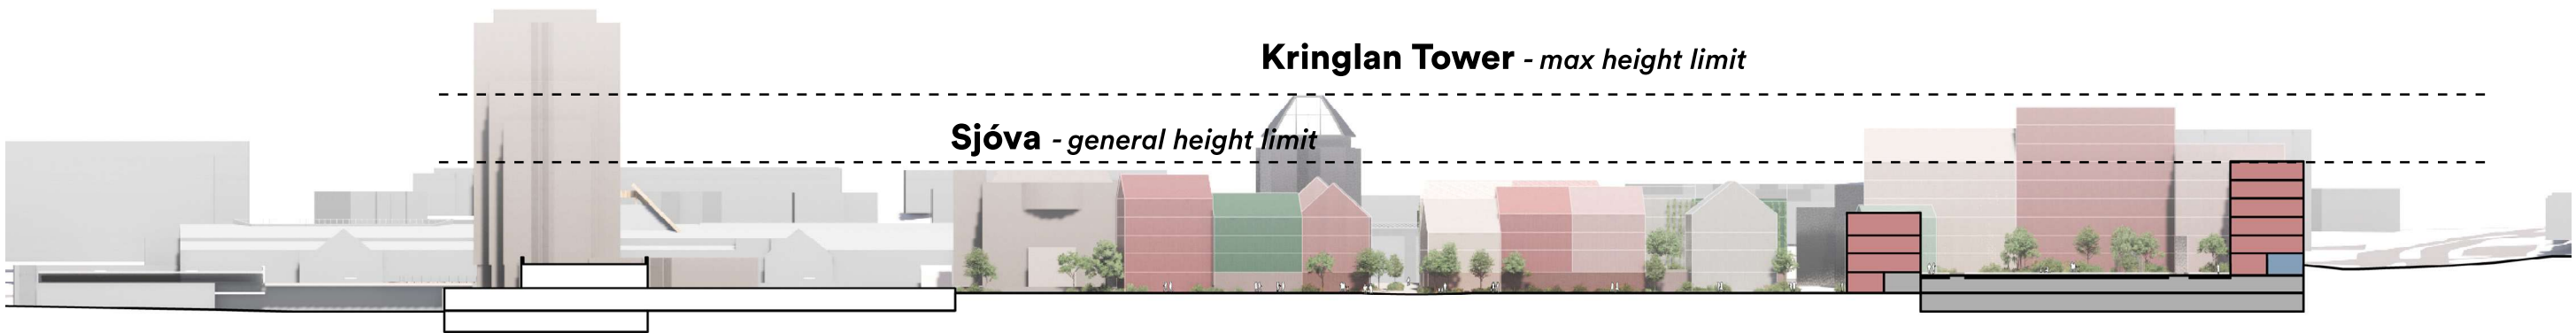 Kringlan Tower - max height limit
Sjóva - general height limit